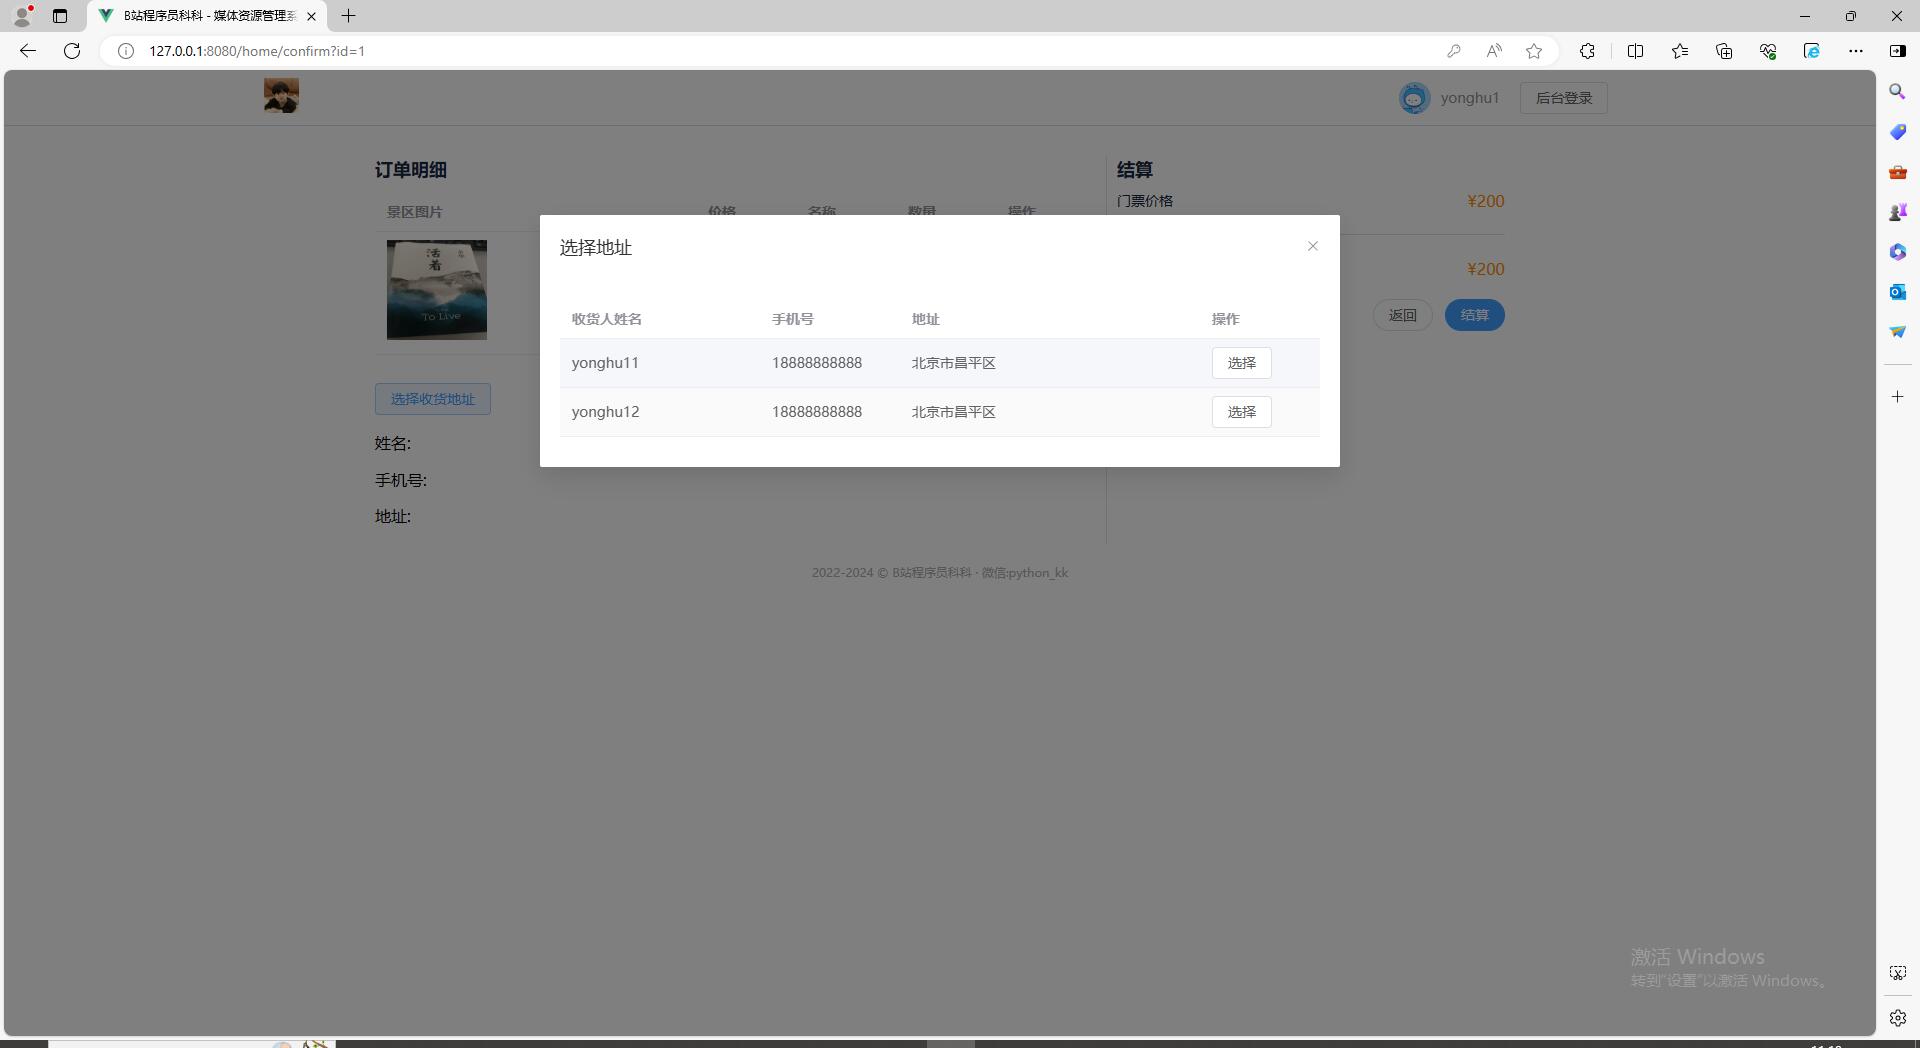 B站程序员科科 - 媒体资源管理系
127.0.0.1:8080/home/confirm?id=1
yonghu1
后台登录
订单明细
结算
门票价格
¥200
景区图片
价格
名称
数量
操作
活着
To Live
¥200
返回
结算
选择地址
收货人姓名
手机号
地址
操作
yonghu11
18888888888
北京市昌平区
选择
yonghu12
18888888888
北京市昌平区
选择
选择收货地址
姓名:
手机号:
地址:
2022-2024 © B站程序员科科 · 微信:python_kk
激活 Windows
转到"设置"以激活 Windows。